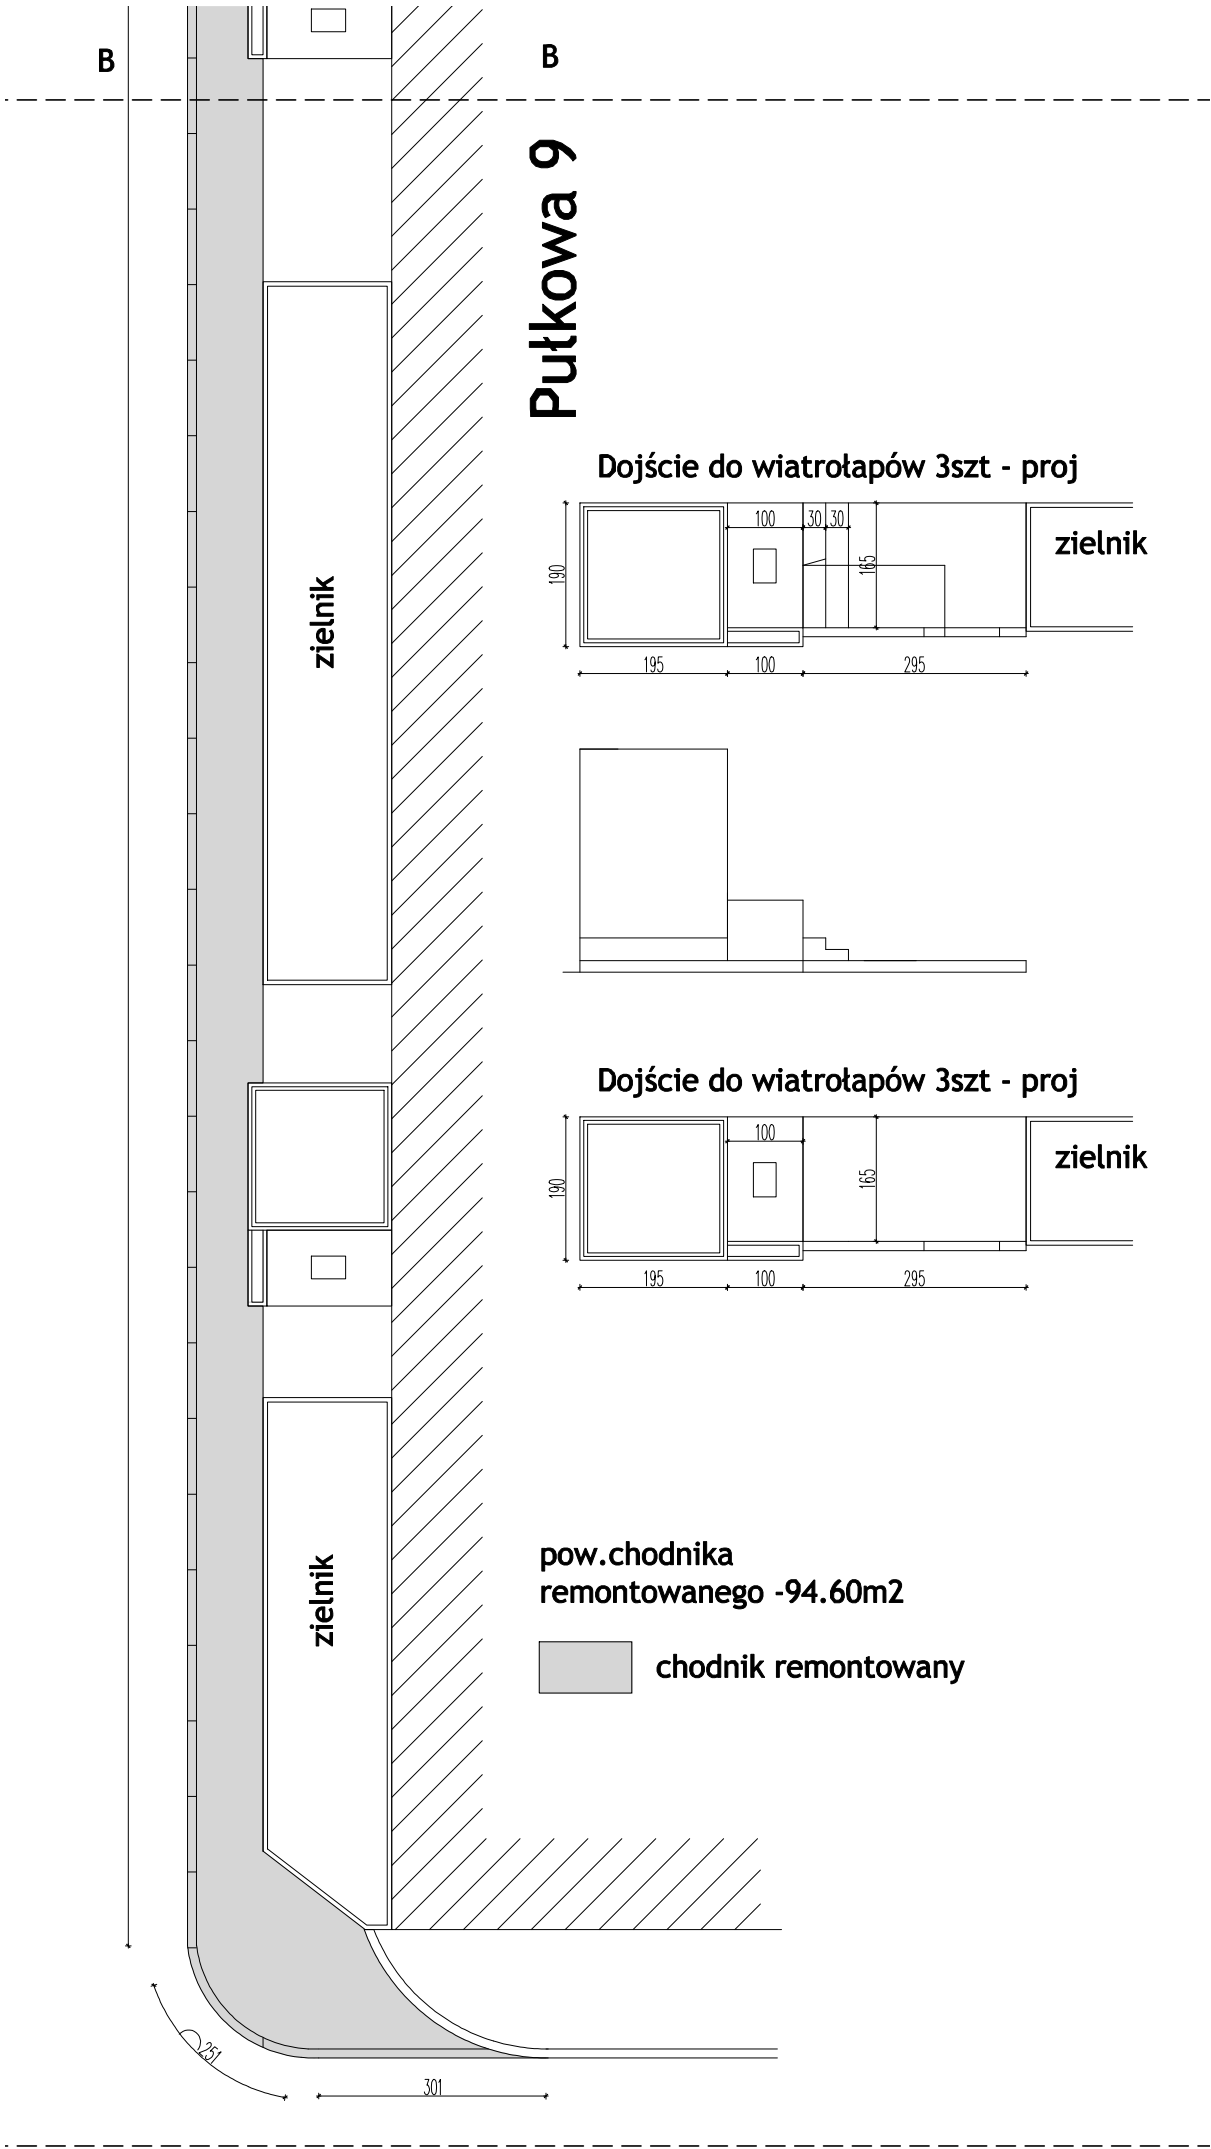 B
B
Pułkowa 9
Dojście do wiatrołapów 3szt - proj
100
30
30
190
165
zielnik
195
100
295
zielnik
Dojście do wiatrołapów 3szt - proj
100
190
165
zielnik
195
100
295
pow.chodnika
remontowanego -94.60m2
chodnik remontowany
zielnik
251
301